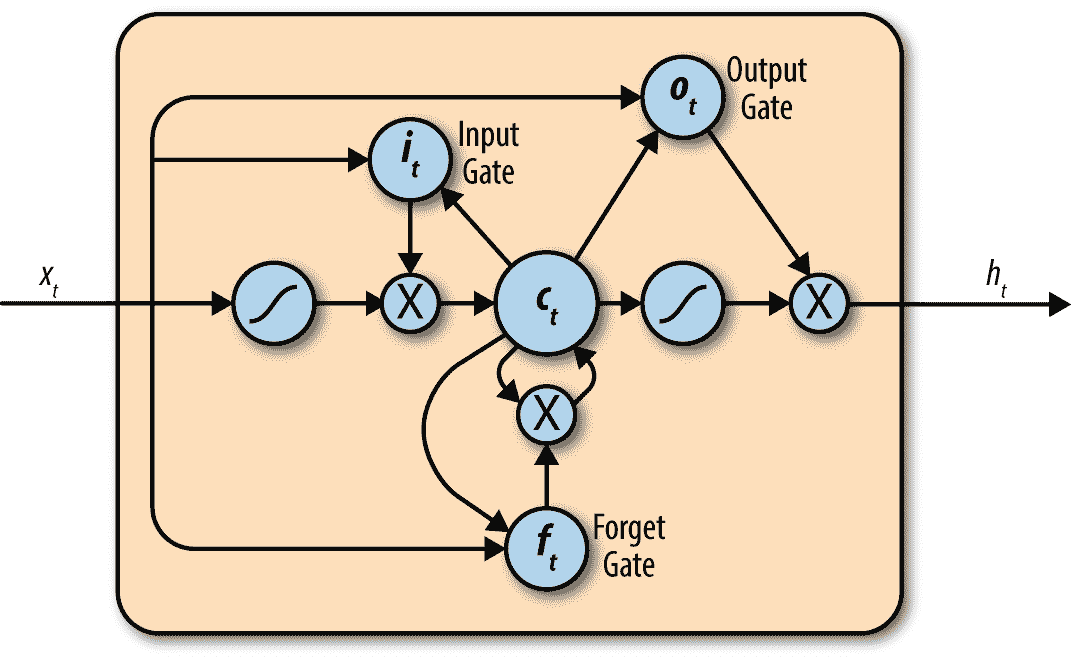 o_t
Output
Gate
i_t
Input
Gate
x_t
X
c_t
X
h_t
X
f_t
Forget
Gate